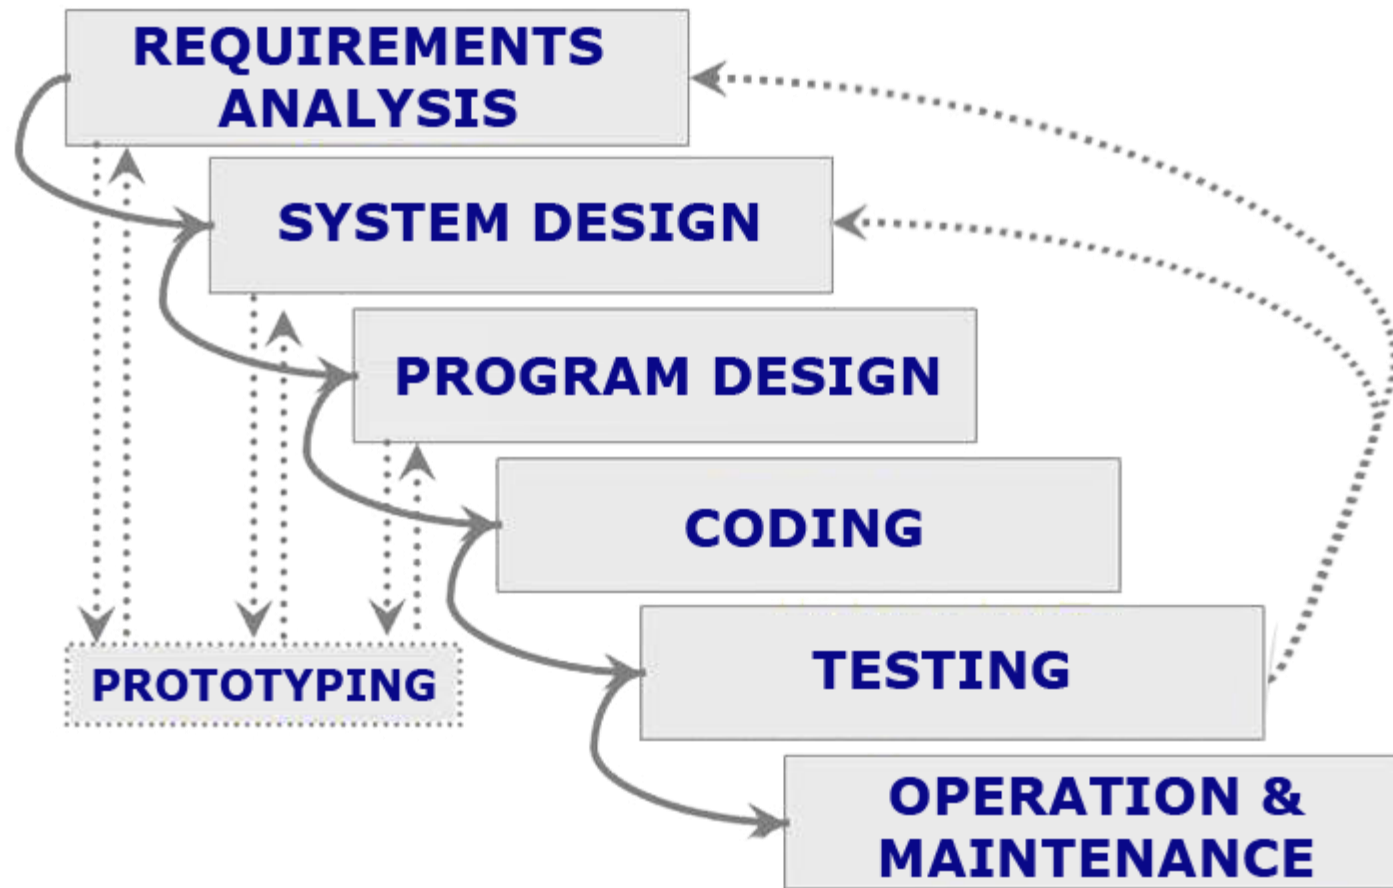 REQUIREMENTS
ANALYSIS
SYSTEM DESIGN
PROGRAM DESIGN
CODING
TESTING
PROTOTYPING
OPERATION &
MAINTENANCE